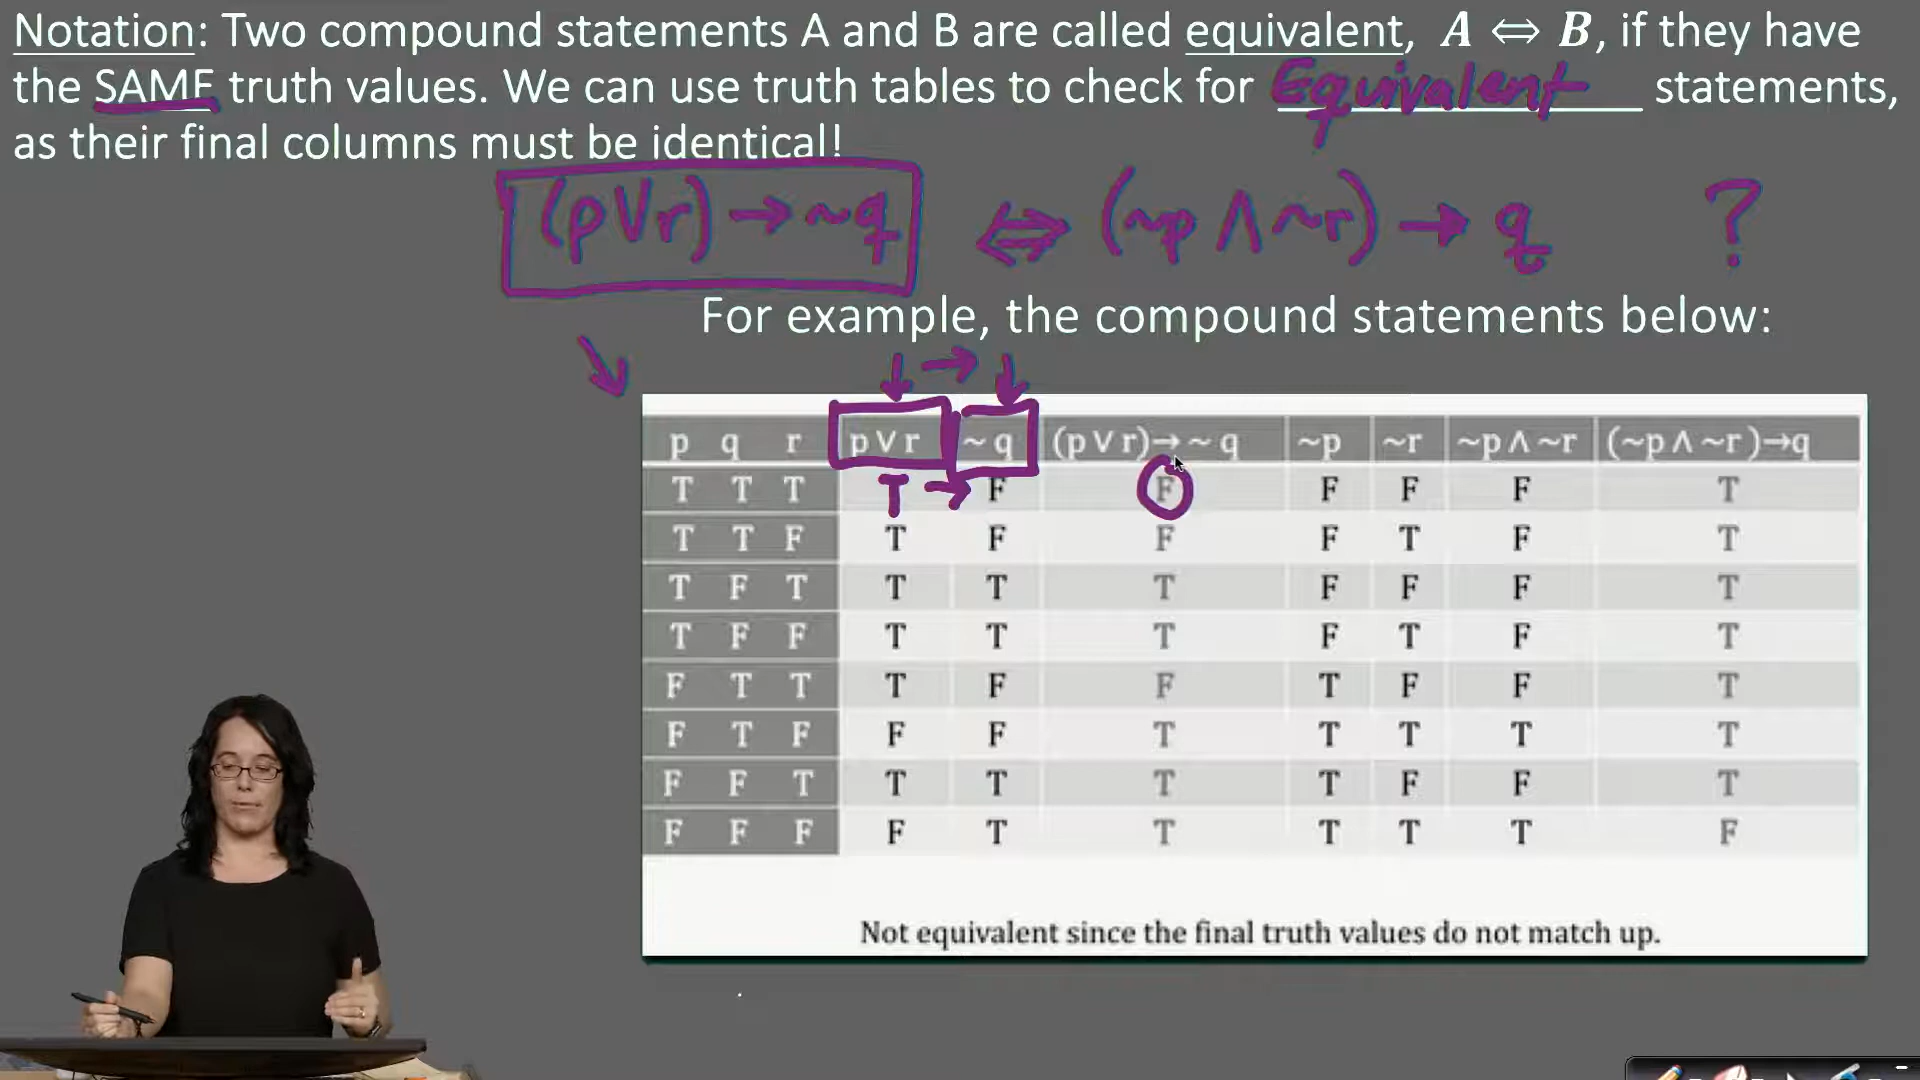 Notation: Two compound statements A and B are called equivalent, A ⇔ B, if they have
the SAME truth values. We can use truth tables to check for Equivalent statements,
as their final columns must be identical!
(p∨r) → ~q ⇔ (~p ∧ ~r) → q ?
For example, the compound statements below:
↓ → ↓
p q r p ∨ r ~ q (p ∨ r)→ ~ q ~p ~r ~p ∧ ~r (~p ∧ ~r )→q
T T T T → F F F F F T
T T F T F F F T F T
T F T T T T F F F T
T F F T T T F T F T
F T T T F F T F F T
F T F F F T T T T T
F F T T T T T F F T
F F F F T T T T T F
Not equivalent since the final truth values do not match up.